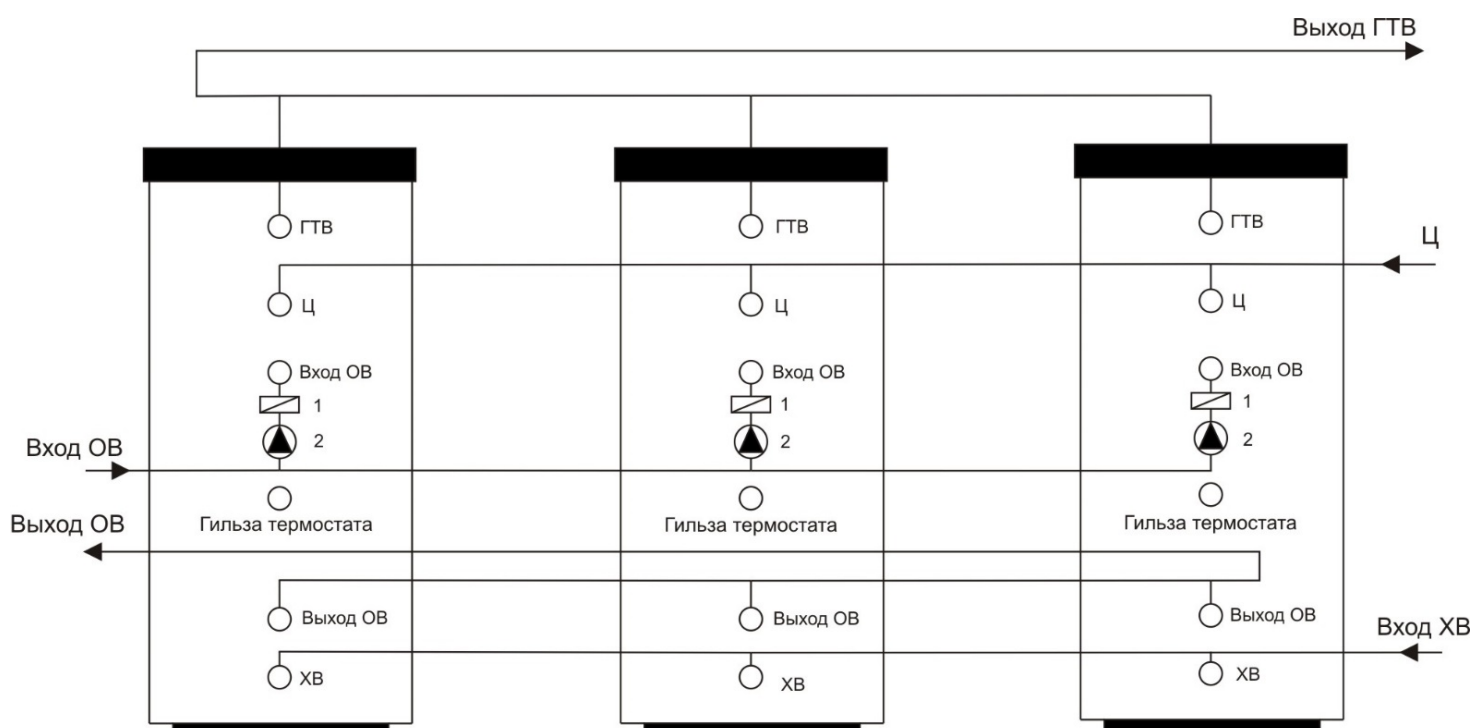 Выход ГТВ
ГТВ
ГТВ
ГТВ
Ц
Ц
Ц
Ц
Вход ОВ
Вход ОВ
Вход ОВ
1
1
1
2
2
2
Вход ОВ
Гильза термостата
Гильза термостата
Гильза термостата
Выход ОВ
Выход ОВ
Выход ОВ
Выход ОВ
Вход ХВ
ХВ
ХВ
ХВ